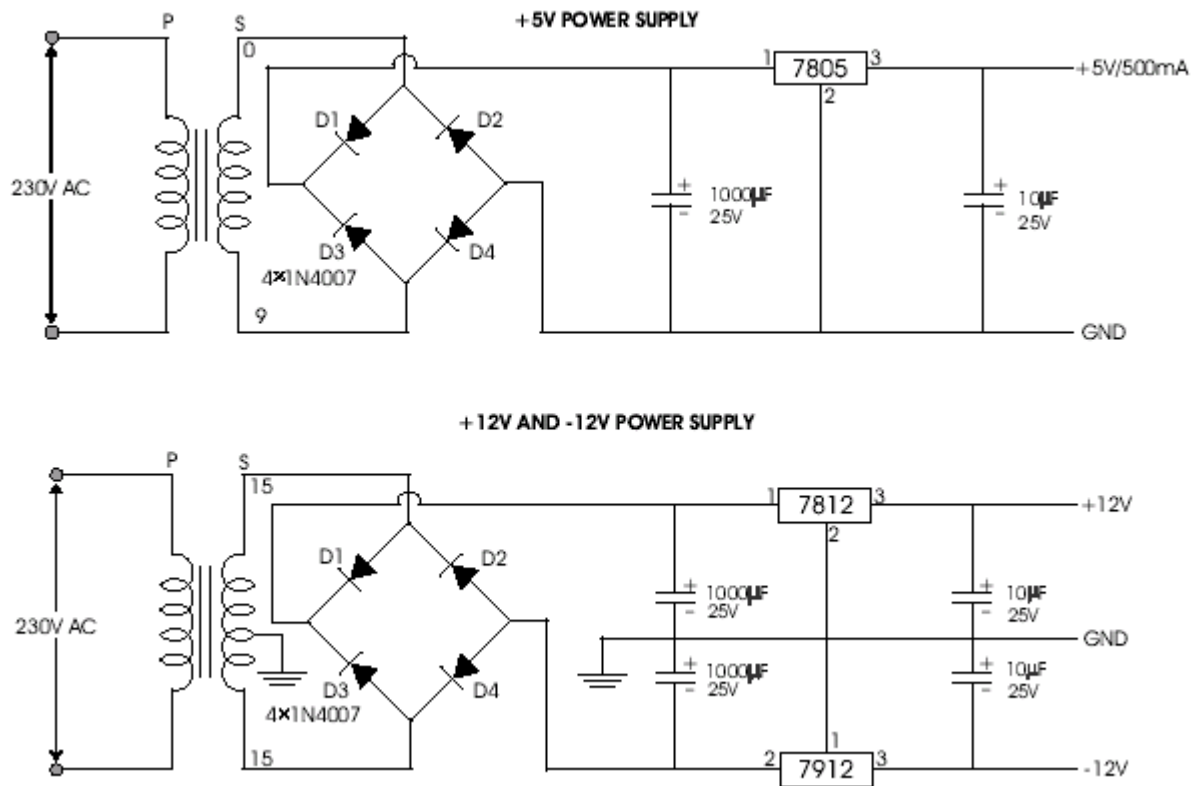 +5V POWER SUPPLY
P S
0
1 7805 3
+5V/500mA
2
D1 D2
230V AC
+
1000µF
-
25V
+
10µF
-
25V
D3 D4
4×1N4007
9
GND
+12V AND -12V POWER SUPPLY
P S
15
1 7812 3
+12V
2
D1 D2
+
1000µF
-
25V
+
10µF
-
25V
230V AC
GND
+
1000µF
-
25V
+
10µF
-
25V
D3 D4
4×1N4007
15
1
2 7912 3
-12V